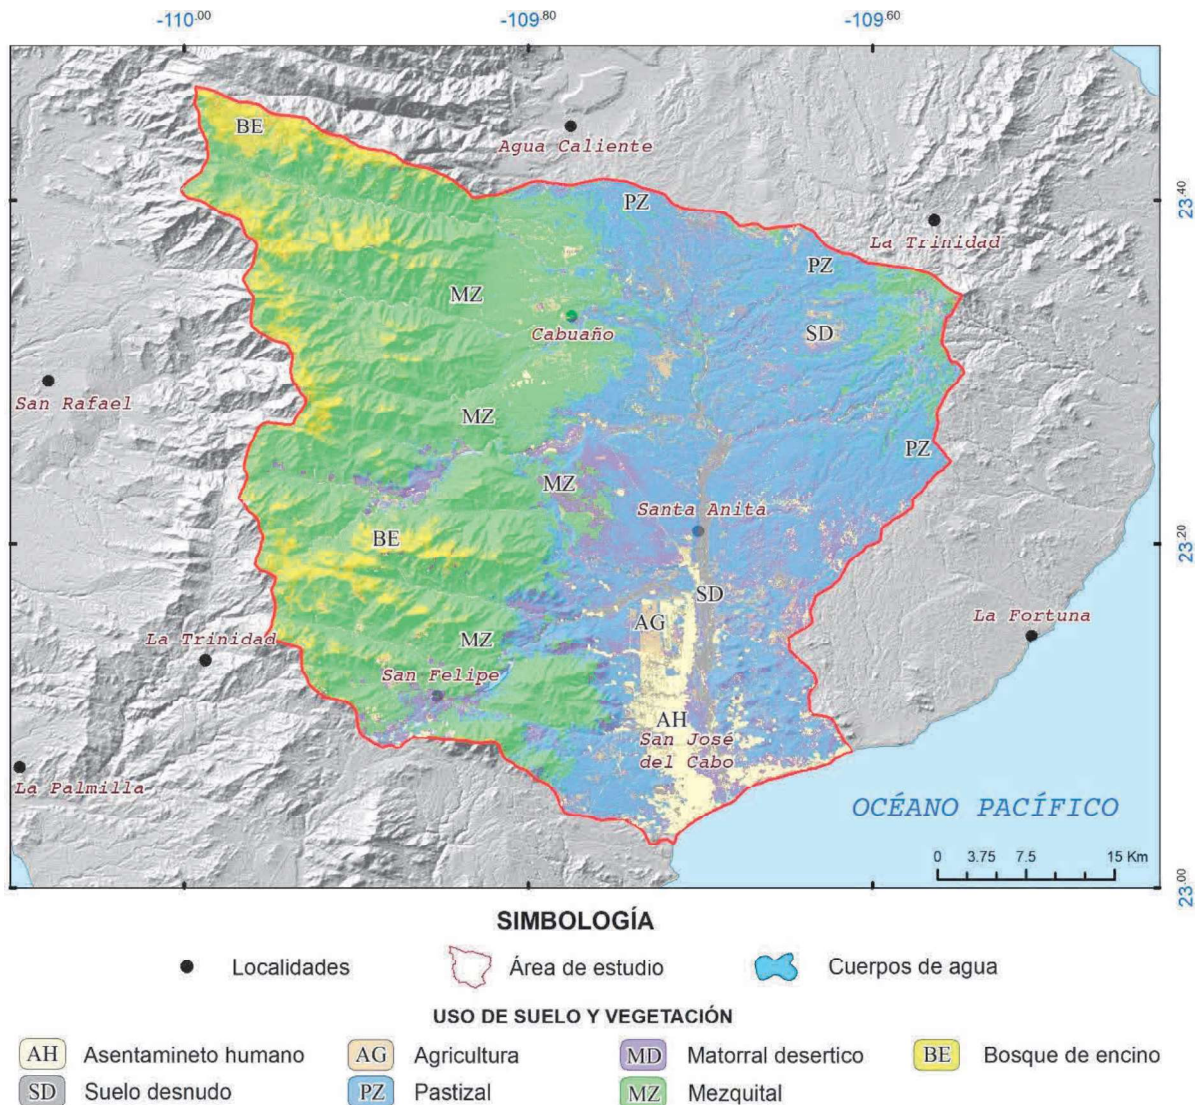 -110.00 -109.80 -109.60
BE
Agua Caliente
PZ
23.40
La Trinidad
PZ
MZ
SD
Cabuaño
San Rafael
MZ
PZ
MZ
Santa Anita
BE
23.20
SD
AG
La Fortuna
La Trinidad
MZ
San Felipe
AH
San José
del Cabo
La Palmilla
OCÉANO PACÍFICO
0 3.75 7.5 15 Km
23.00
SIMBOLOGÍA
Localidades Área de estudio Cuerpos de agua
USO DE SUELO Y VEGETACIÓN
AH Asentamineto humano AG Agricultura MD Matorral desertico BE Bosque de encino
SD Suelo desnudo PZ Pastizal MZ Mezquital